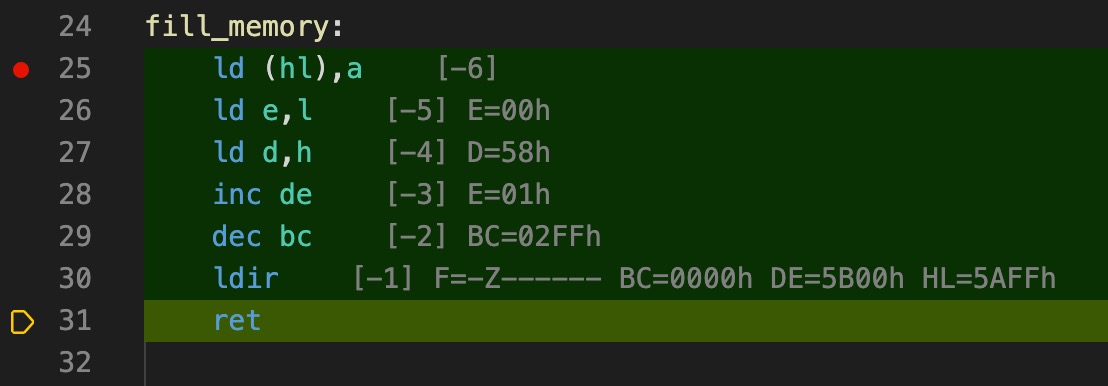 24 fill_memory:
25 ld (hl),a [-6]
26 ld e,l [-5] E=00h
27 ld d,h [-4] D=58h
28 inc de [-3] E=01h
29 dec bc [-2] BC=02FFh
30 ldir [-1] F=-Z------ BC=0000h DE=5B00h HL=5AFFh
31 ret
32